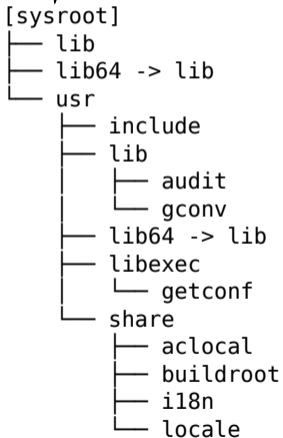 [sysroot]
├── lib
├── lib64 -> lib
└── usr
    ├── include
    ├── lib
    │   ├── audit
    │   └── gconv
    ├── lib64 -> lib
    ├── libexec
    │   └── getconf
    └── share
        ├── aclocal
        ├── buildroot
        ├── i18n
        └── locale